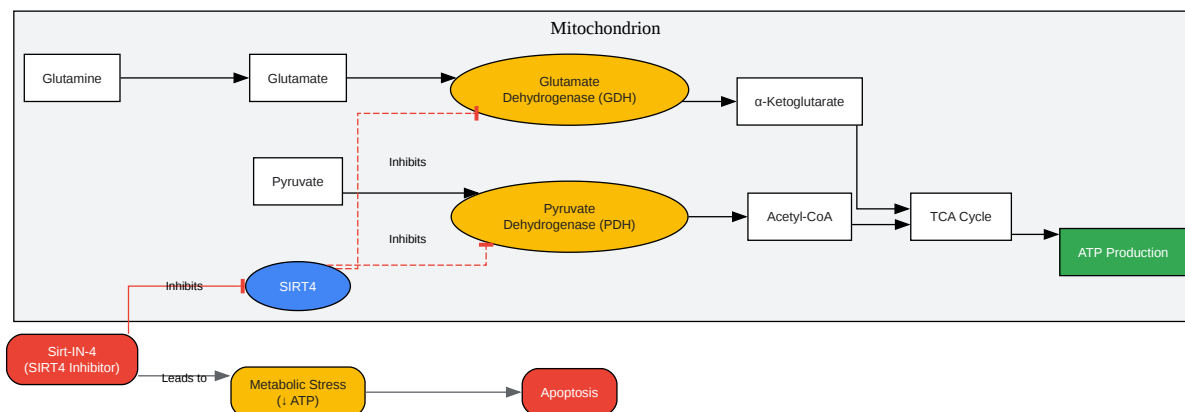 Mitochondrion
Glutamine
Glutamate
Glutamate
Dehydrogenase (GDH)
α-Ketoglutarate
Inhibits
Pyruvate
Pyruvate
Dehydrogenase (PDH)
Acetyl-CoA
TCA Cycle
Inhibits
ATP Production
Inhibits
SIRT4
Sirt-IN-4
(SIRT4 Inhibitor)
Leads to
Metabolic Stress
(↓ ATP)
Apoptosis